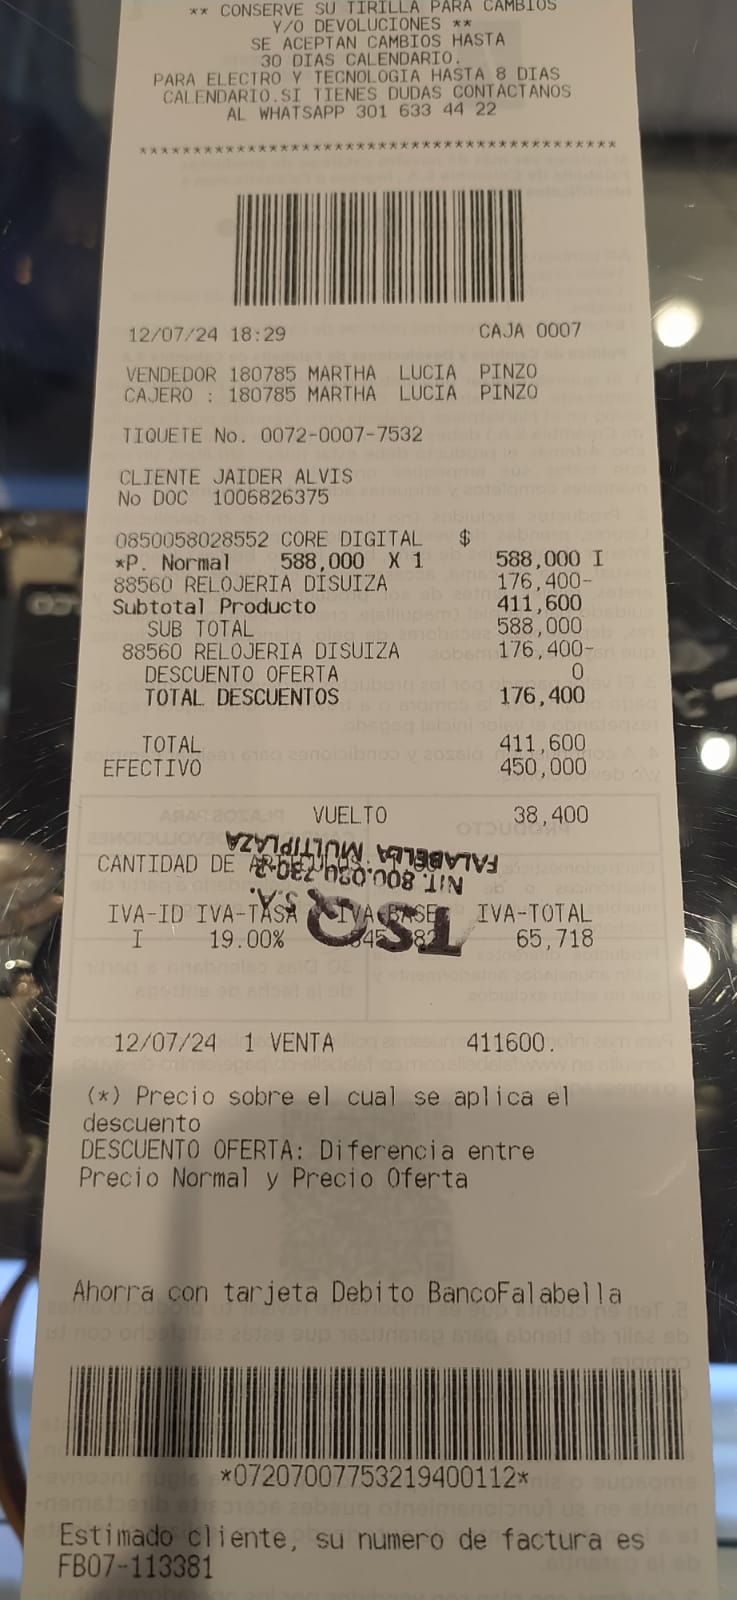 ** CONSERVE SU TIRILLA PARA CAMBIOS
Y/O DEVOLUCIONES **
SE ACEPTAN CAMBIOS HASTA
30 DIAS CALENDARIO.
PARA ELECTRO Y TECNOLOGIA HASTA 8 DIAS
CALENDARIO.SI TIENES DUDAS CONTACTANOS
AL WHATSAPP 301 633 44 22
*********************************************
12/07/24 18:29 CAJA 0007
VENDEDOR 180785 MARTHA LUCIA PINZO
CAJERO : 180785 MARTHA LUCIA PINZO
TIQUETE No. 0072-0007-7532
CLIENTE JAIDER ALVIS
No DOC 1006826375
0850058028552 CORE DIGITAL $
*P. Normal 588,000 X 1 588,000 I
88560 RELOJERIA DISUIZA 176,400-
Subtotal Producto 411,600
SUB TOTAL 588,000
88560 RELOJERIA DISUIZA 176,400-
DESCUENTO OFERTA 0
TOTAL DESCUENTOS 176,400
TOTAL 411,600
EFECTIVO 450,000
VUELTO 38,400
FALABELLA MULTIPLAZA
CANTIDAD DE
NIT. 800.020.730-2
IVA-ID IVA-TASA IVA-BASE IVA-TOTAL
TSQ S.A.
I 19.00% 65,718
12/07/24 1 VENTA 411600.
(*) Precio sobre el cual se aplica el
descuento
DESCUENTO OFERTA: Diferencia entre
Precio Normal y Precio Oferta
Ahorra con tarjeta Debito BancoFalabella
*07207007753219400112*
Estimado cliente, su numero de factura es
FB07-113381